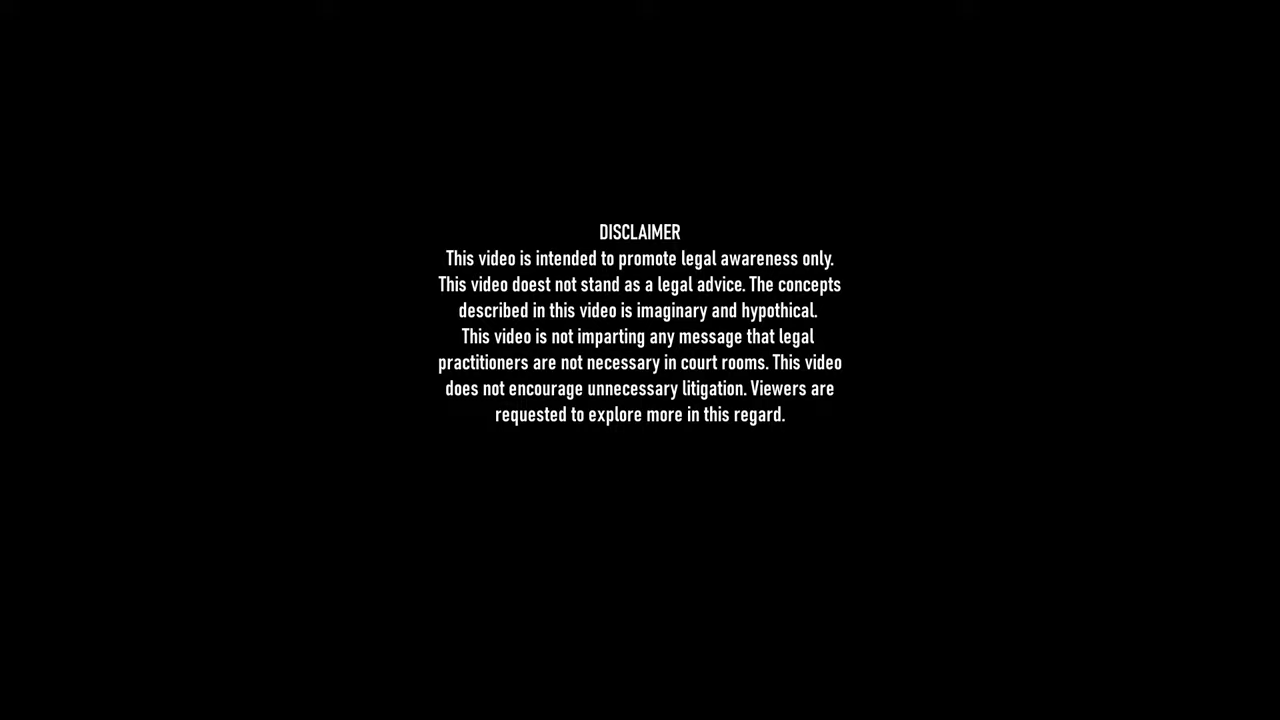 DISCLAIMER
This video is intended to promote legal awareness only.
This video doest not stand as a legal advice. The concepts
described in this video is imaginary and hypothical.
This video is not imparting any message that legal
practitioners are not necessary in court rooms. This video
does not encourage unnecessary litigation. Viewers are
requested to explore more in this regard.